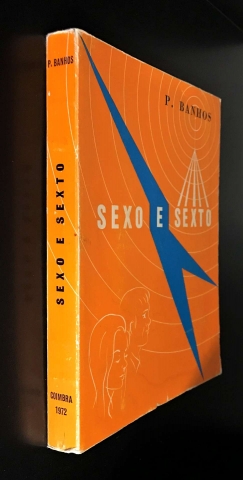 P. BANHOS
SEXO E SEXTO
COIMBRA
1972
P. BANHOS
SEXO E SEXTO